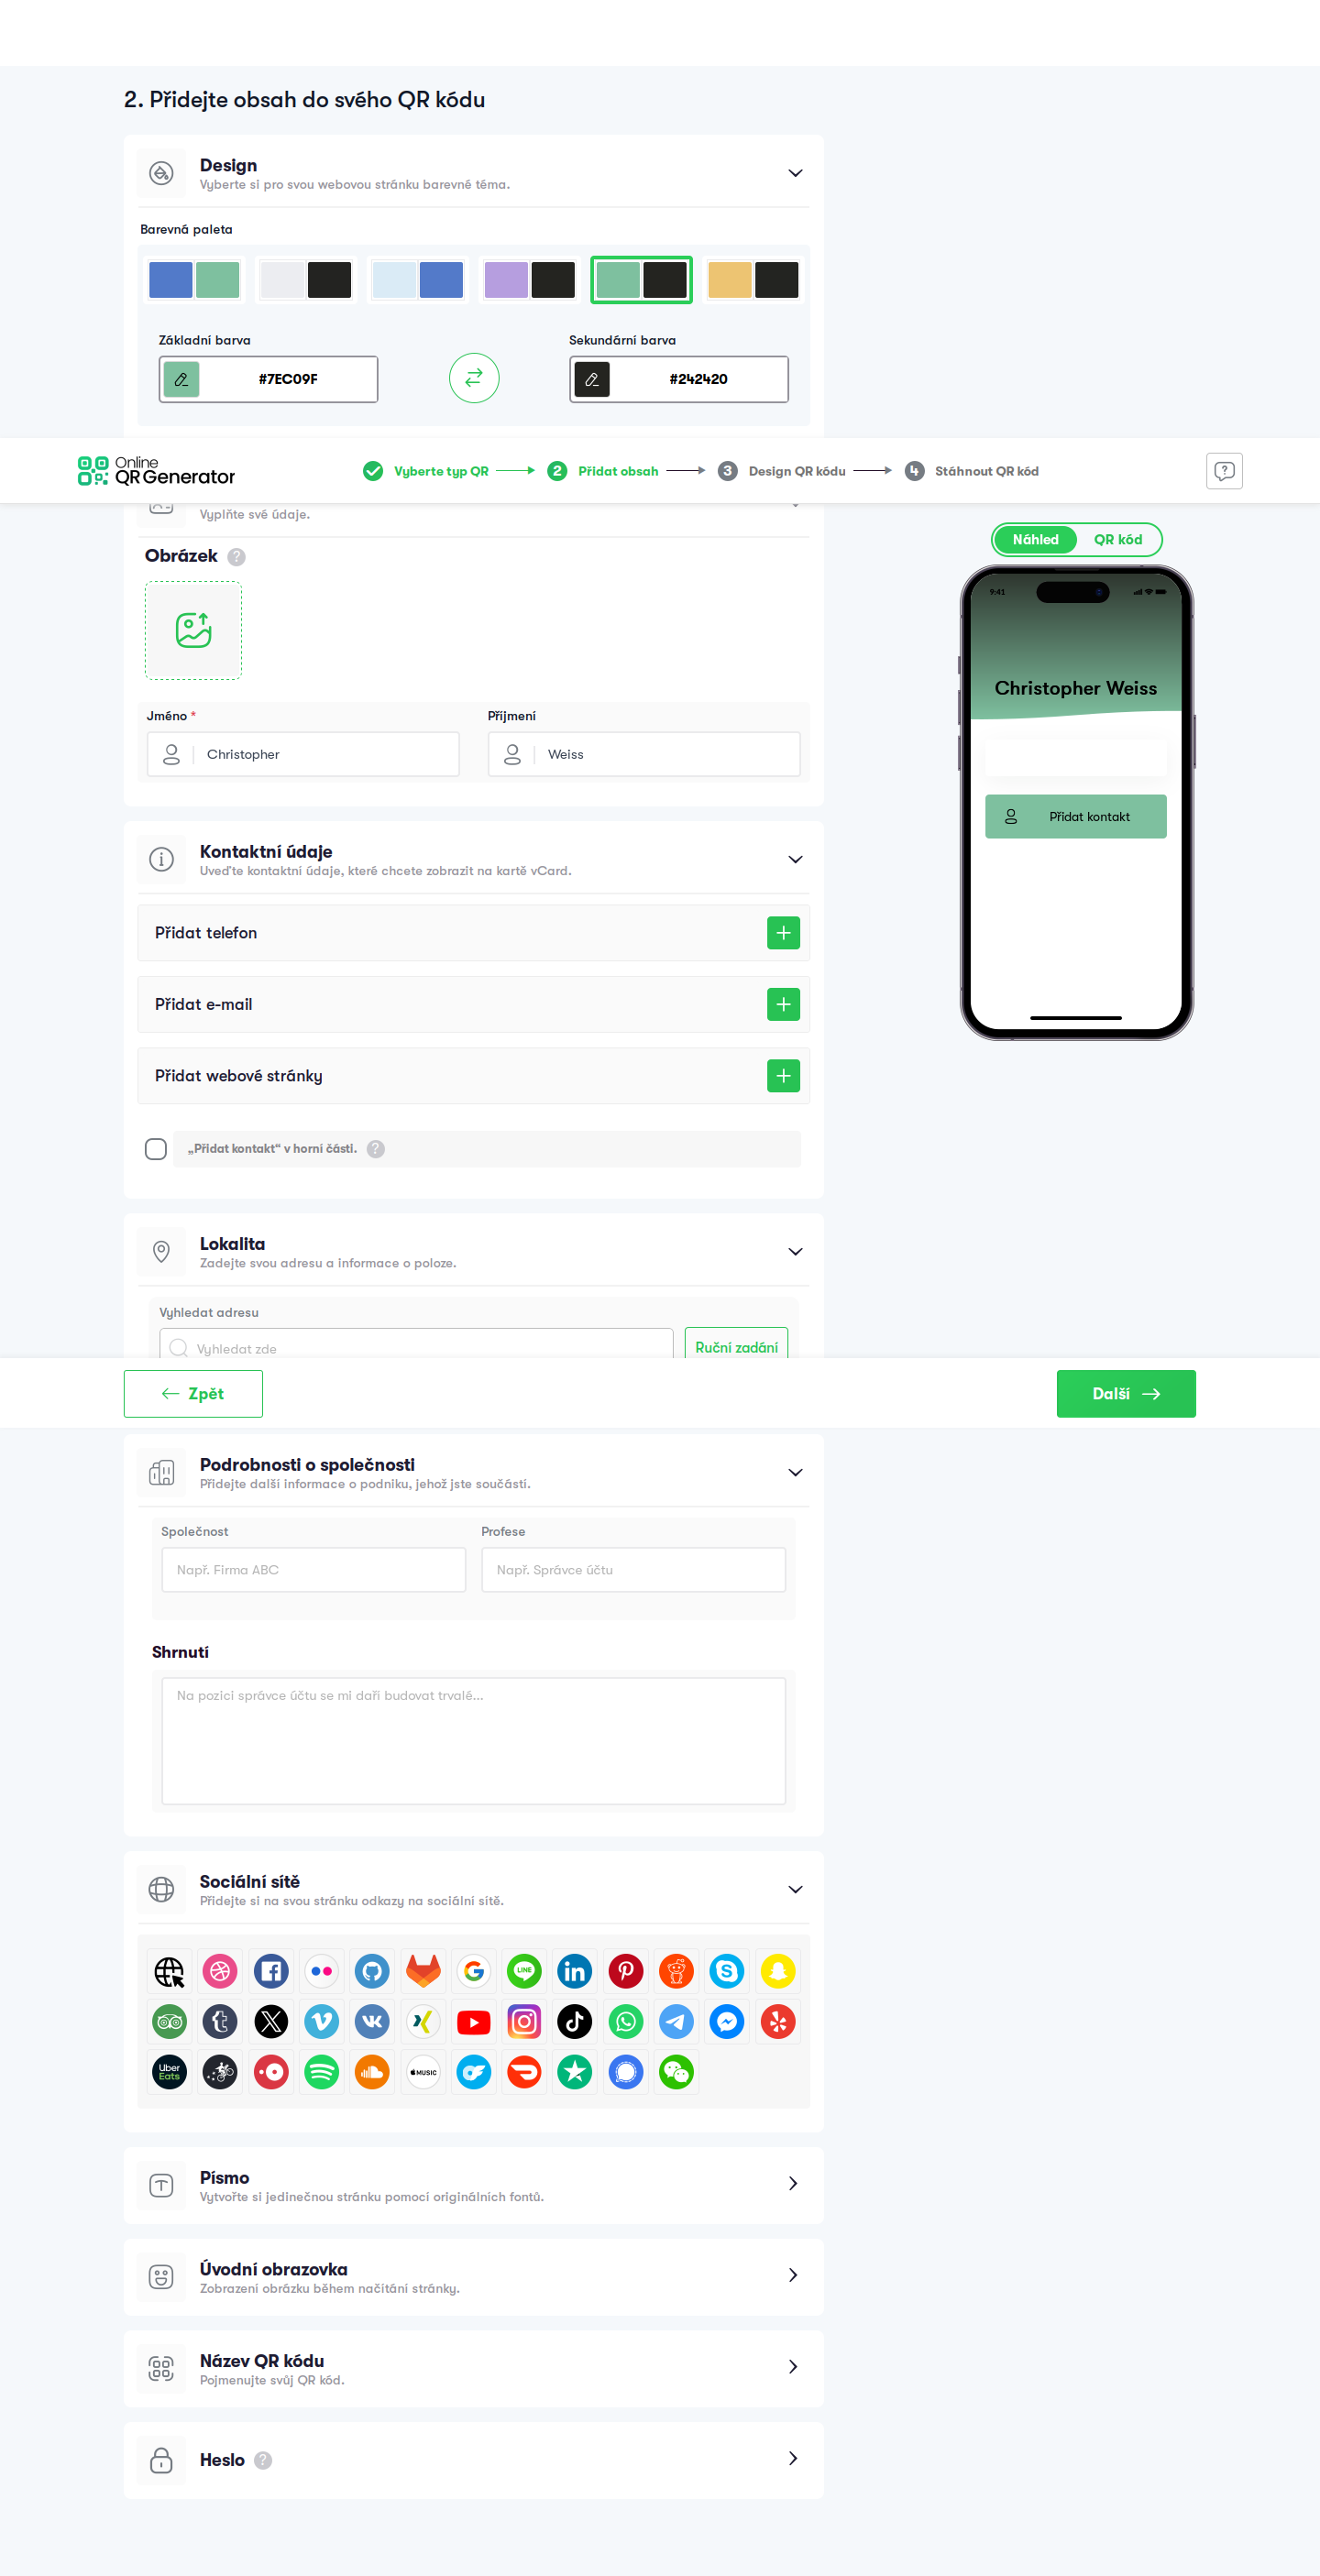 2. Přidejte obsah do svého QR kódu
Design
Vyberte si pro svou webovou stránku barevné téma.
Barevná paleta
Základní barva
Sekundární barva
#7EC09F
#242420
Online
QR Generator
Vyberte typ QR
2 Přidat obsah
3 Design QR kódu
4 Stáhnout QR kód
Vyplňte své údaje.
Náhled
QR kód
Obrázek ?
9:41
Christopher Weiss
Jméno *
Příjmení
Christopher
Weiss
Přidat kontakt
Kontaktní údaje
Uveďte kontaktní údaje, které chcete zobrazit na kartě vCard.
Přidat telefon
Přidat e-mail
Přidat webové stránky
„Přidat kontakt“ v horní části. ?
Lokalita
Zadejte svou adresu a informace o poloze.
Vyhledat adresu
Vyhledat zde
Ruční zadání
Zpět
Další
Podrobnosti o společnosti
Přidejte další informace o podniku, jehož jste součástí.
Společnost
Profese
Např. Firma ABC
Např. Správce účtu
Shrnutí
Na pozici správce účtu se mi daří budovat trvalé...
Sociální sítě
Přidejte si na svou stránku odkazy na sociální sítě.
LINE
Uber
Eats
MUSIC
Písmo
Vytvořte si jedinečnou stránku pomocí originálních fontů.
Úvodní obrazovka
Zobrazení obrázku během načítání stránky.
Název QR kódu
Pojmenujte svůj QR kód.
Heslo ?